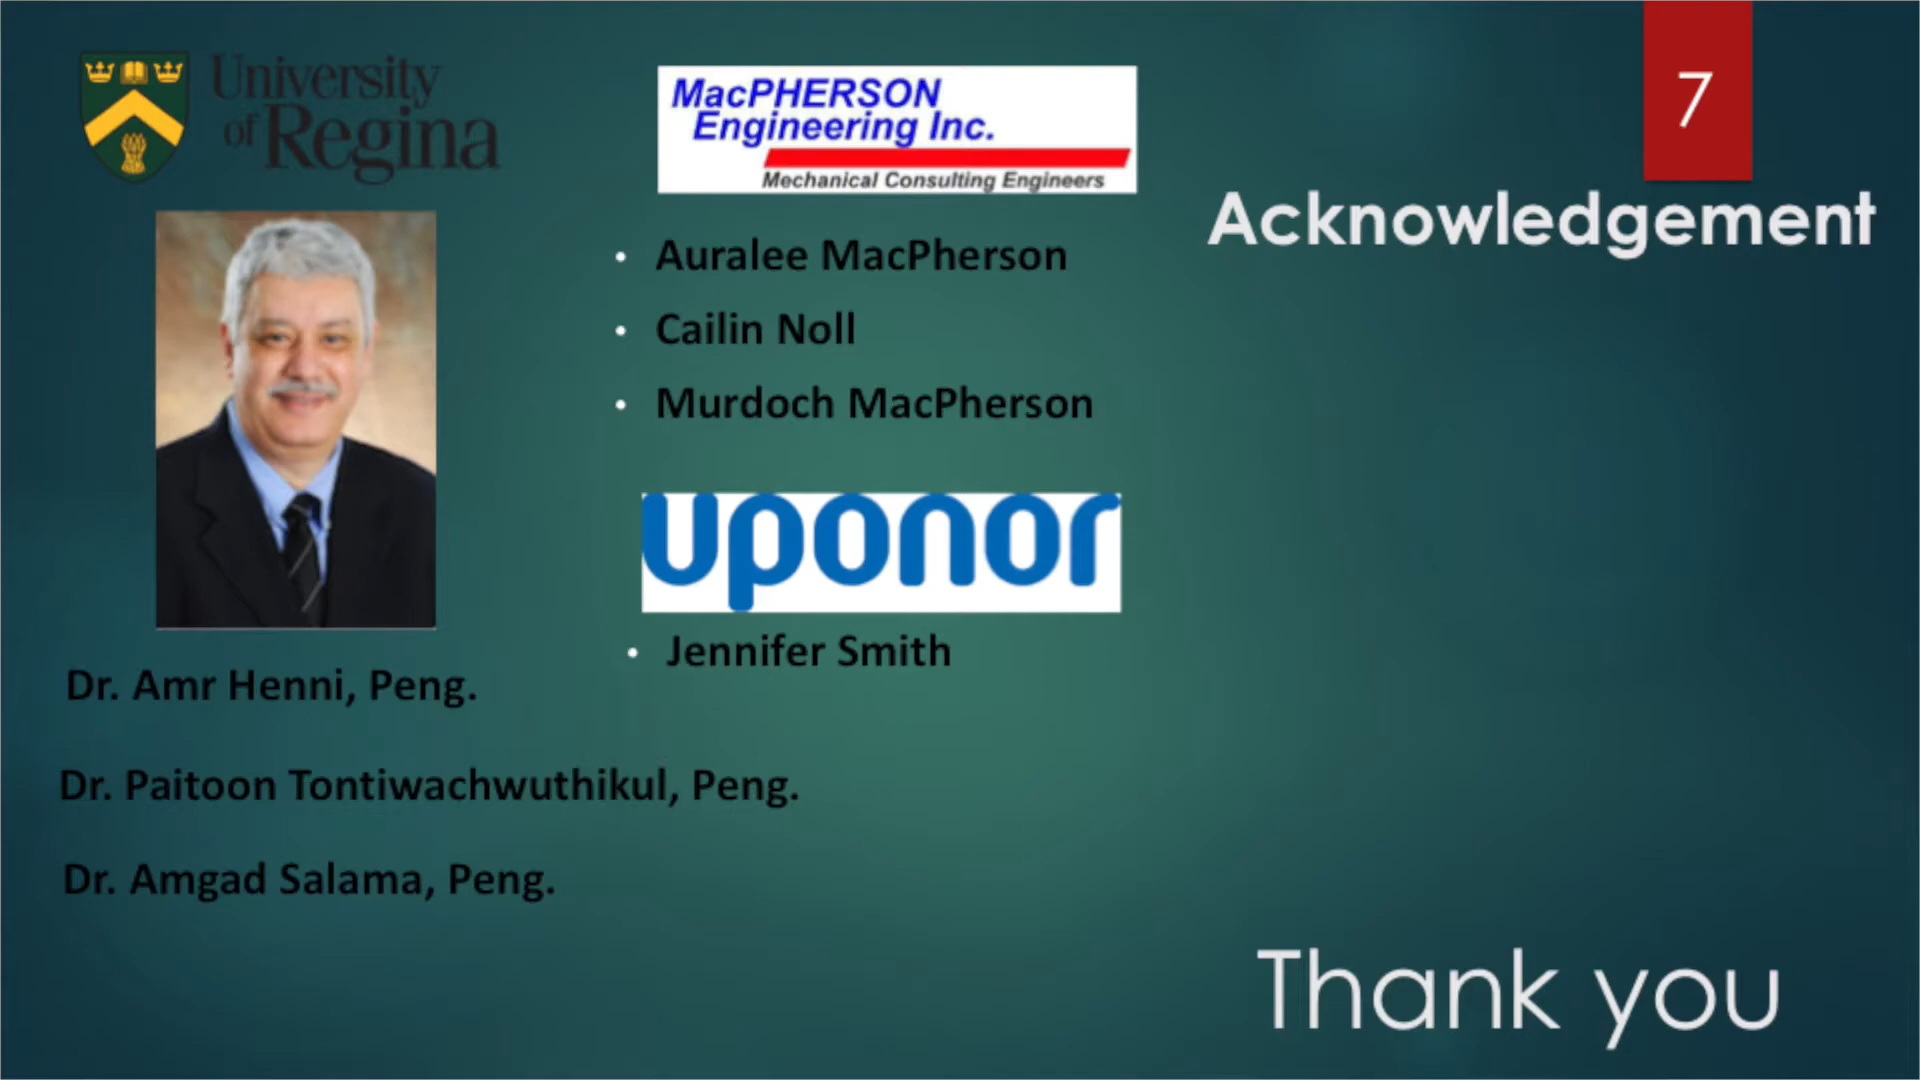 University
of Regina
MacPHERSON
Engineering Inc.
Mechanical Consulting Engineers
7
Acknowledgement
• Auralee MacPherson
• Cailin Noll
• Murdoch MacPherson
uponor
• Jennifer Smith
Dr. Amr Henni, Peng.
Dr. Paitoon Tontiwachwuthikul, Peng.
Dr. Amgad Salama, Peng.
Thank you